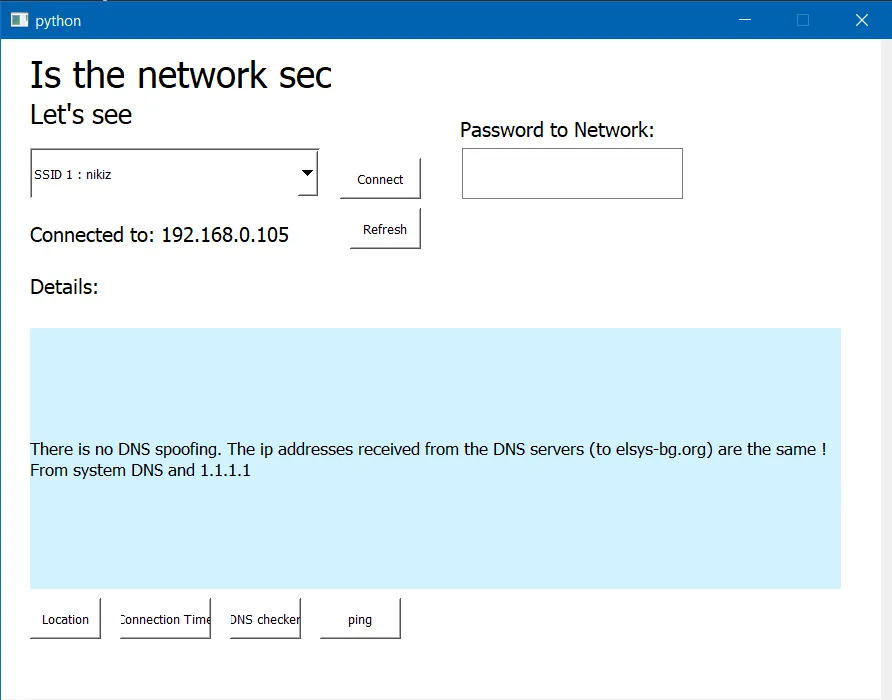 python
Is the network sec
Let's see
Password to Network:
SSID 1 : nikiz
Connect
Connected to: 192.168.0.105
Refresh
Details:
There is no DNS spoofing. The ip addresses received from the DNS servers (to elsys-bg.org) are the same !
From system DNS and 1.1.1.1
Location
Connection Time
DNS checker
ping